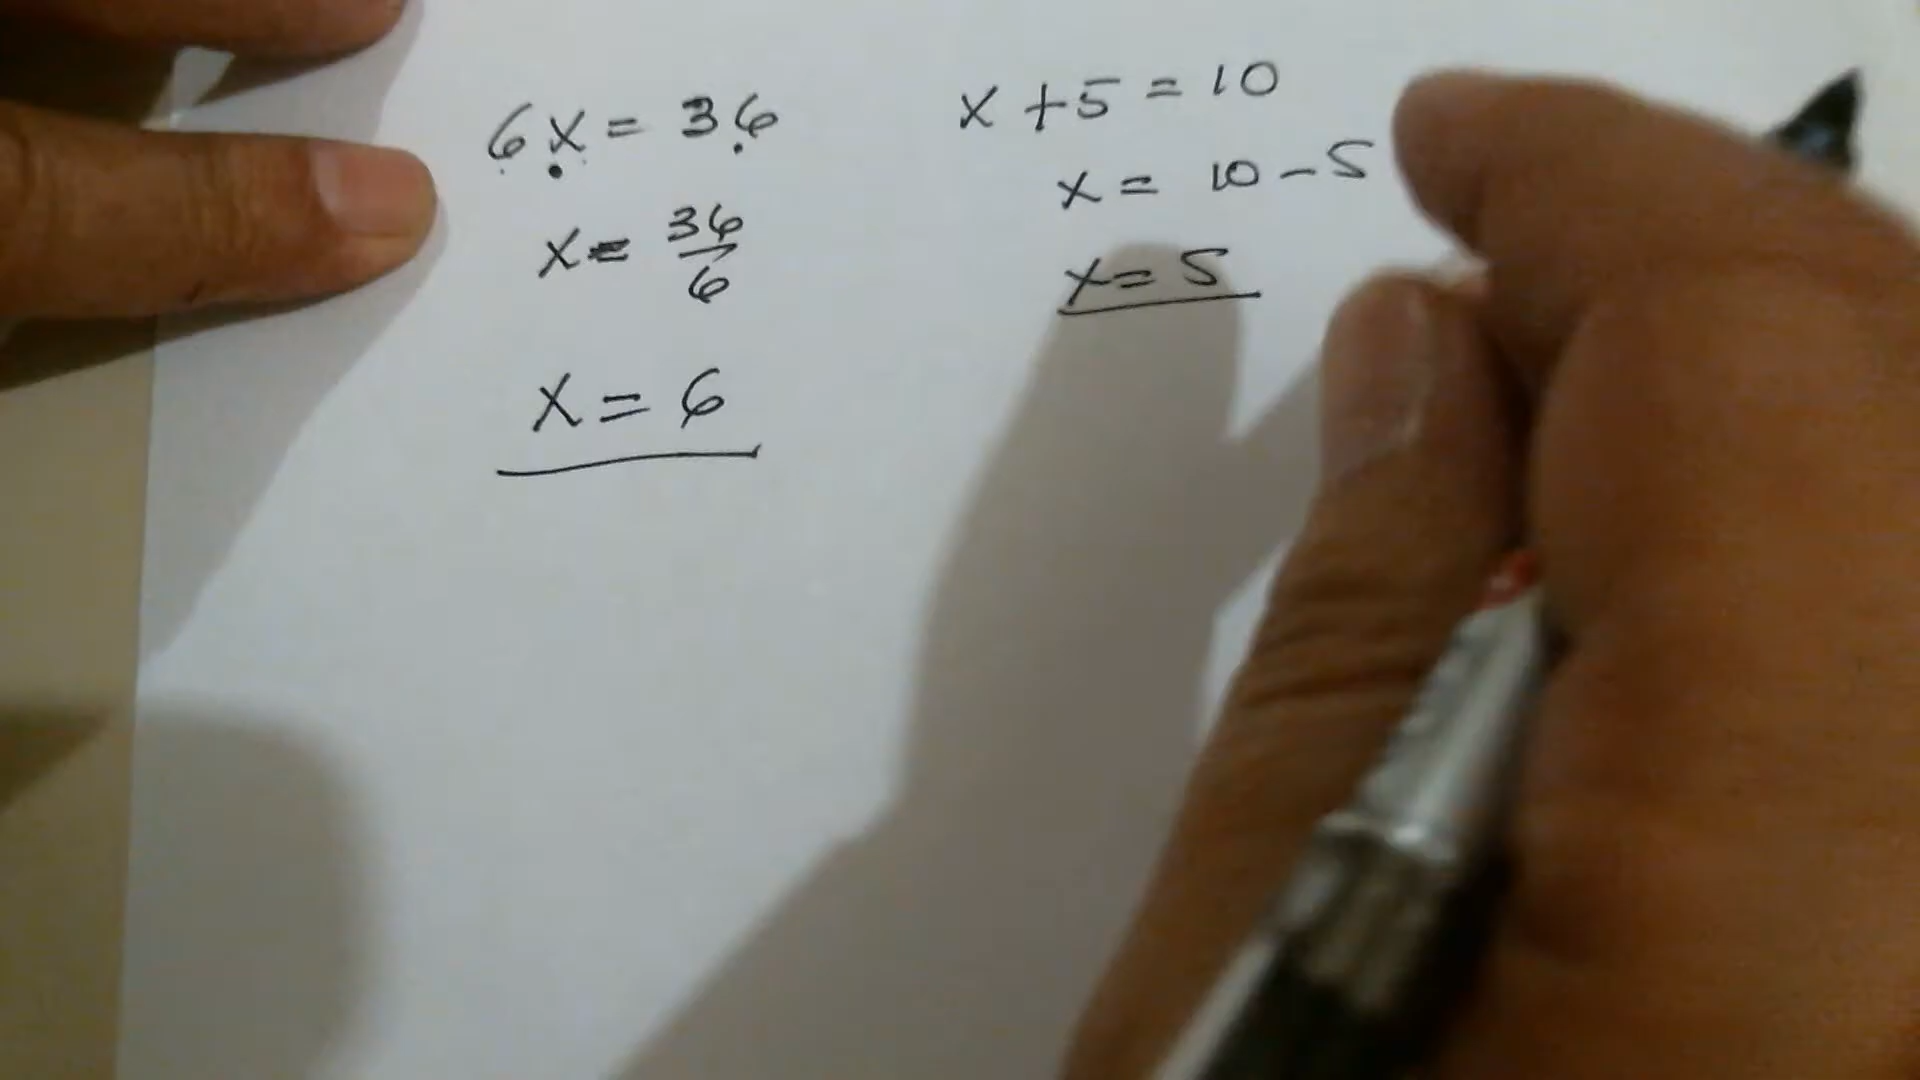 6x = 36
x = 36/6
x = 6
x + 5 = 10
x = 10 - 5
x = 5